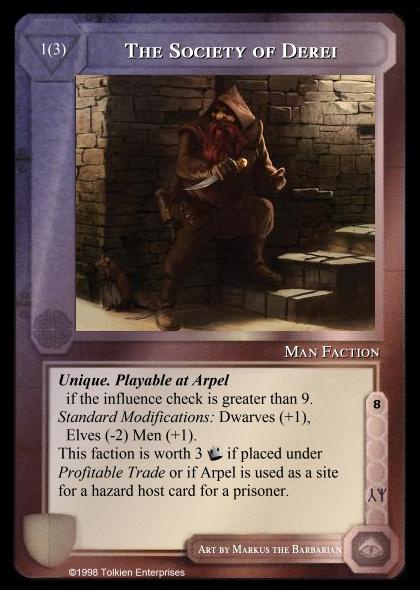 1(3)
The Society of Derei
Man Faction
Unique. Playable at Arpel
if the influence check is greater than 9.
Standard Modifications: Dwarves (+1),
Elves (-2) Men (+1).
This faction is worth 3 if placed under
Profitable Trade or if Arpel is used as a site
for a hazard host card for a prisoner.
8
Art by Markus the Barbarian
©1998 Tolkien Enterprises